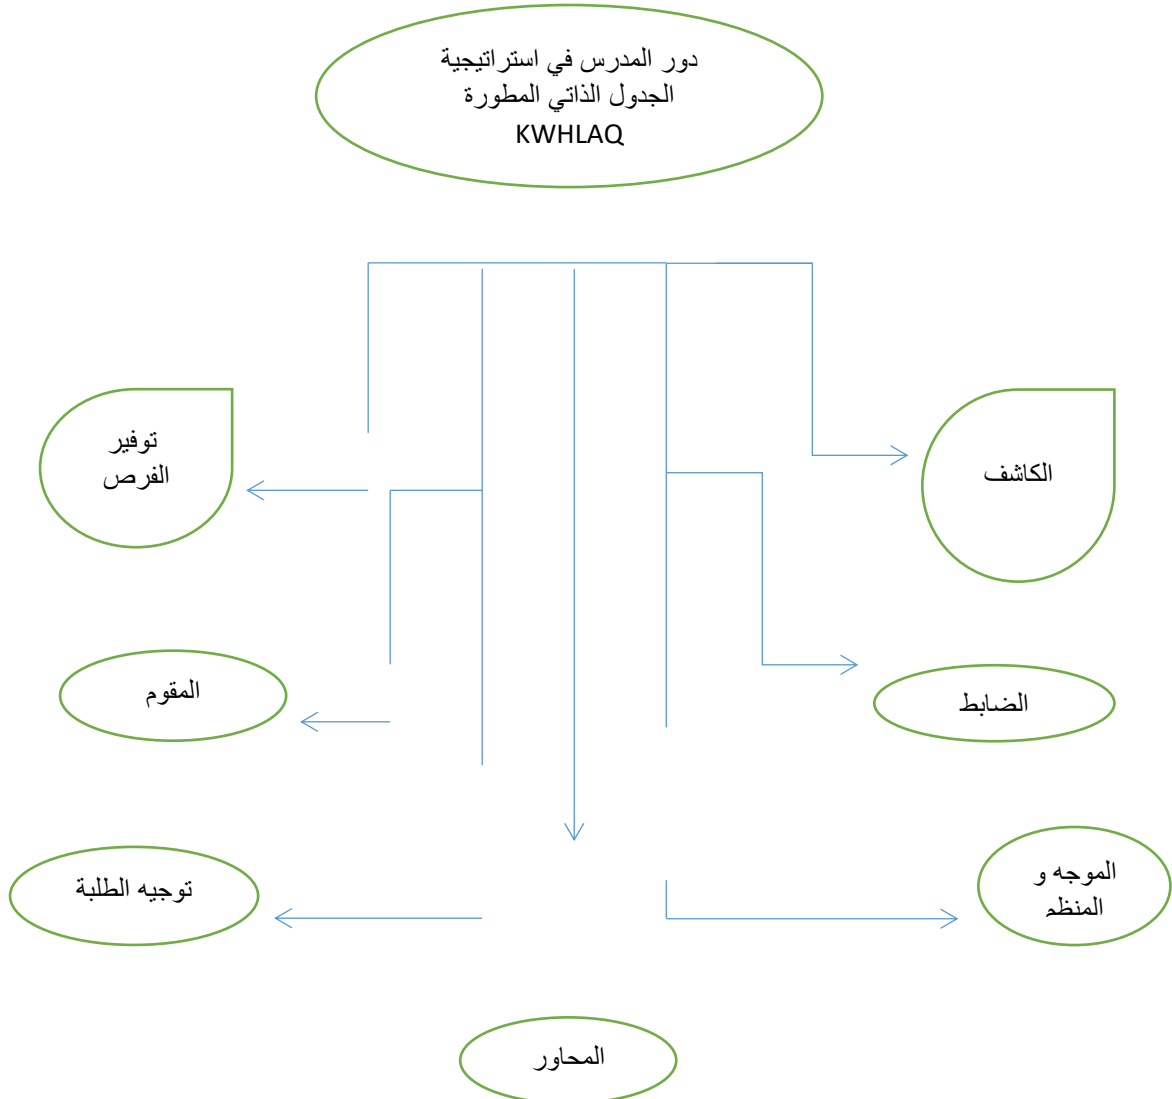 دور المدرس في استراتيجية
الجدول الذاتي المطورة
KWHLAQ
الكاشف
توفير
الفرص
الضابط
المقوم
الموجه و
المنظم
توجيه الطلبة
المحاور